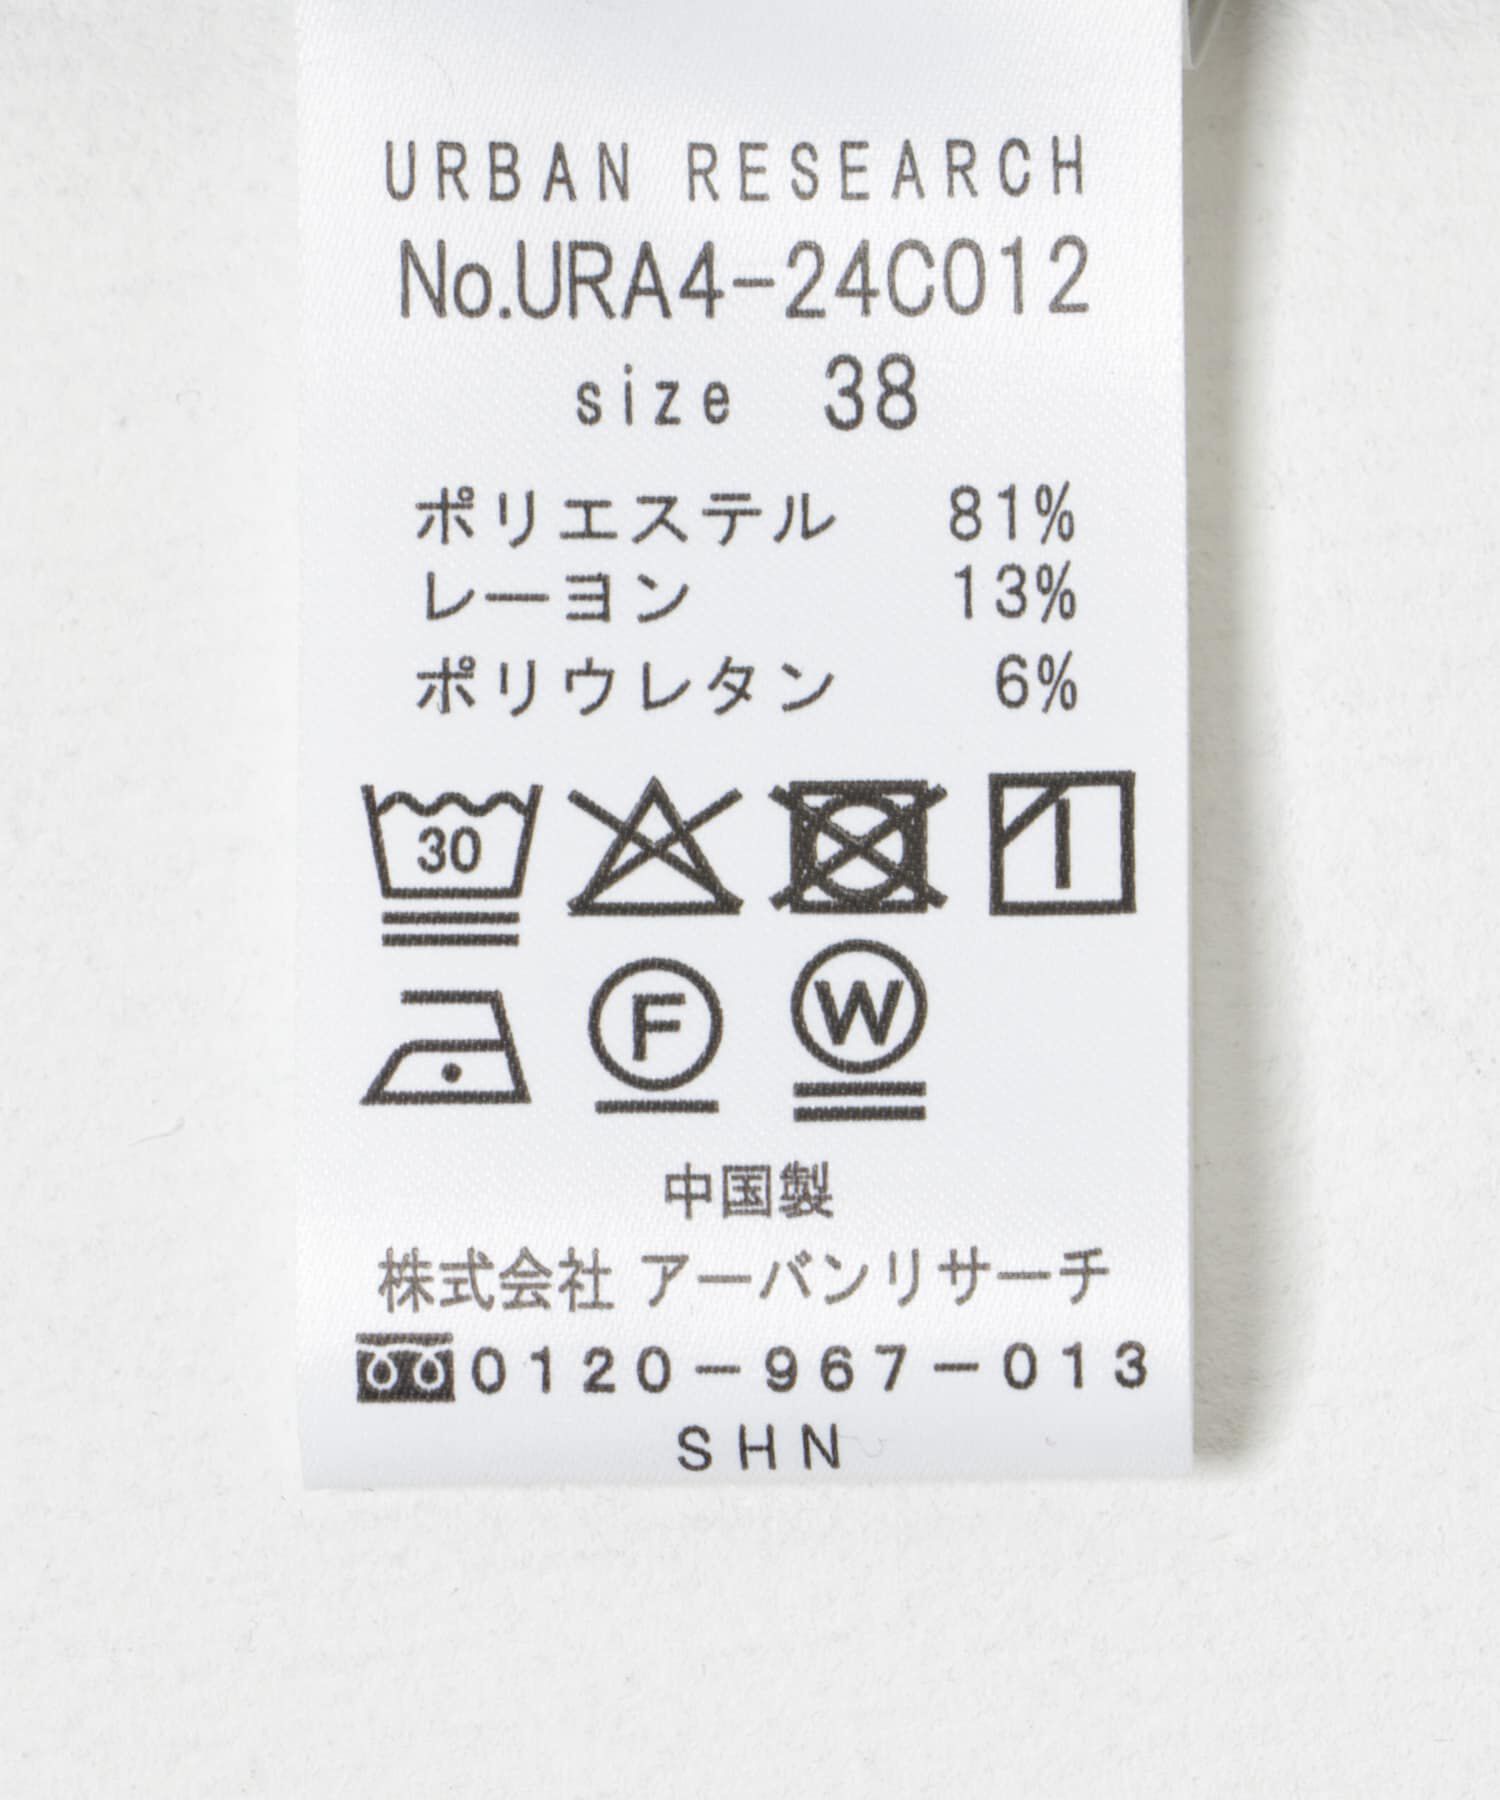 URBAN RESEARCH
No.URA4-24C012
size 38
ポリエステル 81%
レーヨン 13%
ポリウレタン 6%
30
F W
中国製
株式会社 アーバンリサーチ
0120-967-013
SHN